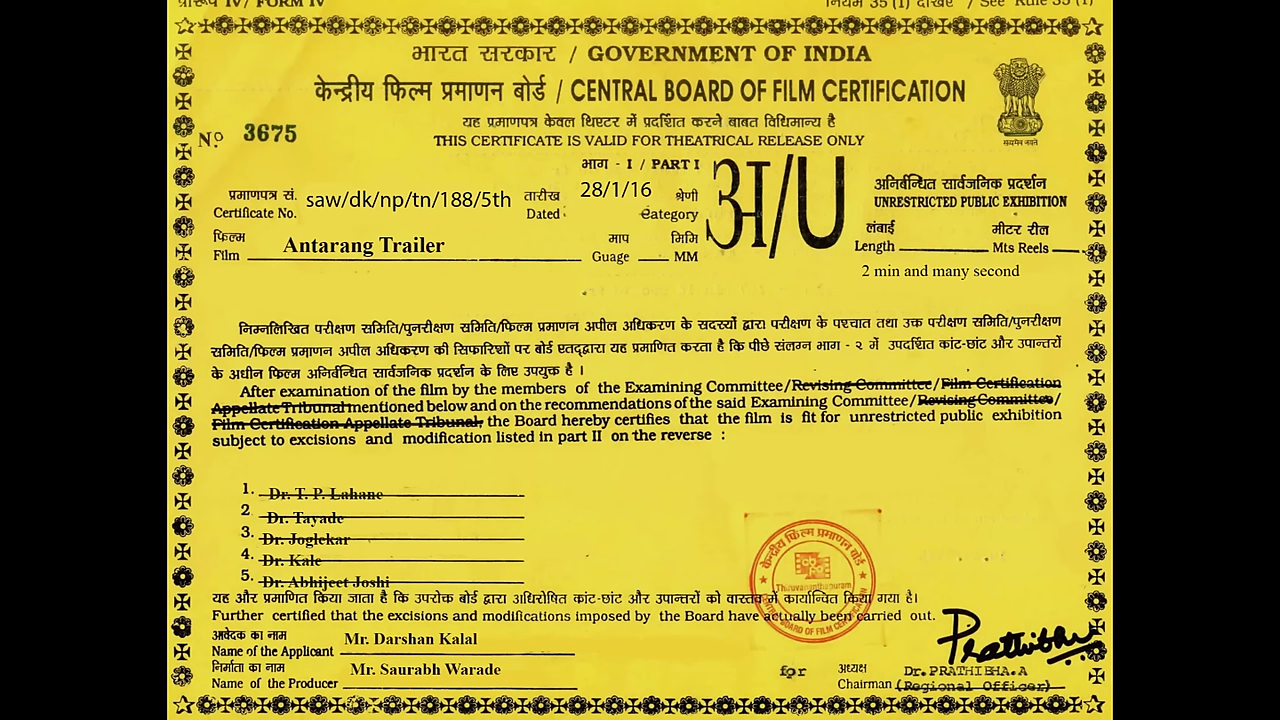 प्रारूप IV / FORM IV
नियम 35 (1) देखिए / See Rule 35 (1)
भारत सरकार / GOVERNMENT OF INDIA
केन्द्रीय फिल्म प्रमाणन बोर्ड / CENTRAL BOARD OF FILM CERTIFICATION
यह प्रमाणपत्र केवल थिएटर में प्रदर्शित करने बाबत विधिमान्य है
No. 3675
THIS CERTIFICATE IS VALID FOR THEATRICAL RELEASE ONLY
सत्यमेव जयते
भाग - I / PART I
प्रमाणपत्र सं. saw/dk/np/tn/188/5th तारीख 28/1/16 श्रेणी अ/U अनिर्बन्धित सार्वजनिक प्रदर्शन
Certificate No. Dated Category UNRESTRICTED PUBLIC EXHIBITION
फिल्म Antarang Trailer माप मिमि लंबाई मीटर रील
Film Guage MM Length Mts Reels
2 min and many second
निम्नलिखित परीक्षण समिति/पुनरीक्षण समिति/फिल्म प्रमाणन अपील अधिकरण के सदस्यों द्वारा परीक्षण के पश्चात तथा उक्त परीक्षण समिति/पुनरीक्षण
समिति/फिल्म प्रमाणन अपील अधिकरण की सिफारिशों पर बोर्ड एतद्द्वारा यह प्रमाणित करता है कि पीछे संलग्न भाग - २ में उपदर्शित कांट-छांट और उपान्तरों
के अधीन फिल्म अनिर्बन्धित सार्वजनिक प्रदर्शन के लिए उपयुक्त है ।
After examination of the film by the members of the Examining Committee/Revising Committee/Film Certification
Appellate Tribunal mentioned below and on the recommendations of the said Examining Committee/Revising Committee/
Film Certification Appellate Tribunal, the Board hereby certifies that the film is fit for unrestricted public exhibition
subject to excisions and modification listed in part II on the reverse :
1. Dr. T. P. Lahane
2 Dr. Tayade
3. Dr. Joglekar
4. Dr. Kale
5. Dr. Abhijeet Joshi
केन्द्रीय फिल्म प्रमाणन बोर्ड
Thiruvananthapuram
CENTRAL BOARD OF FILM CERTIFICATION
यह और प्रमाणित किया जाता है कि उपरोक्त बोर्ड द्वारा अधिरोषित कांट-छांट और उपान्तरों को वास्तव में कार्यान्वित किया गया है।
Further certified that the excisions and modifications imposed by the Board have actually been carried out.
आवेदक का नाम Mr. Darshan Kalal
Name of the Applicant
Prathibha
निर्माता का नाम Mr. Saurabh Warade for अध्यक्ष Dr.PRATHIBHA.A
Name of the Producer Chairman (Regional Officer)